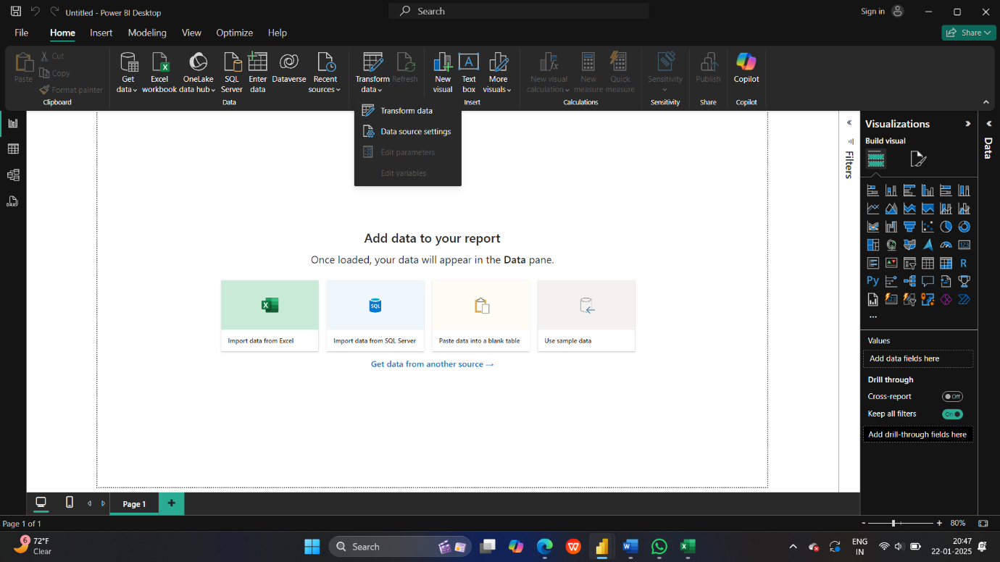 Untitled - Power BI Desktop
Search
Sign in
File Home Insert Modeling View Optimize Help
Share
Paste
Cut
Copy
Format painter
Clipboard
Get data
Excel workbook
OneLake data hub
SQL Server
Enter data
Dataverse
Recent sources
Data
Transform data
Refresh
New visual
Text box
More visuals
Insert
New visual calculation
New measure
Quick measure
Calculations
Sensitivity
Sensitivity
Publish
Share
Copilot
Copilot
Transform data
Data source settings
Edit parameters
Edit variables
DAX
Add data to your report
Once loaded, your data will appear in the Data pane.
SQL
Import data from Excel
Import data from SQL Server
Paste data into a blank table
Use sample data
Get data from another source →
Filters
Visualizations
Build visual
123
R
Py
...
Values
Add data fields here
Drill through
Cross-report
Off
Keep all filters
On
Add drill-through fields here
Data
Page 1
+
Page 1 of 1
- + 80%
6
72°F
Clear
Search
ENG
IN
20:47
22-01-2025